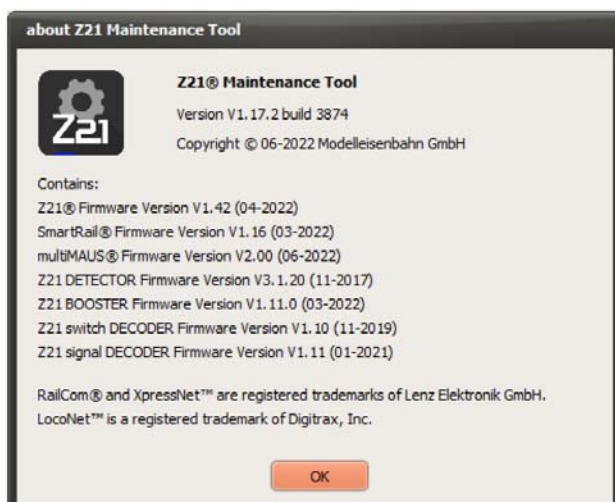 about Z21 Maintenance Tool
Z21
Z21® Maintenance Tool
Version V1.17.2 build 3874
Copyright © 06-2022 Modelleisenbahn GmbH
Contains:
Z21® Firmware Version V1.42 (04-2022)
SmartRail® Firmware Version V1.16 (03-2022)
multiMAUS® Firmware Version V2.00 (06-2022)
Z21 DETECTOR Firmware Version V3.1.20 (11-2017)
Z21 BOOSTER Firmware Version V1.11.0 (03-2022)
Z21 switch DECODER Firmware Version V1.10 (11-2019)
Z21 signal DECODER Firmware Version V1.11 (01-2021)
RailCom® and XpressNet™ are registered trademarks of Lenz Elektronik GmbH.
LocoNet™ is a registered trademark of Digitrax, Inc.
OK